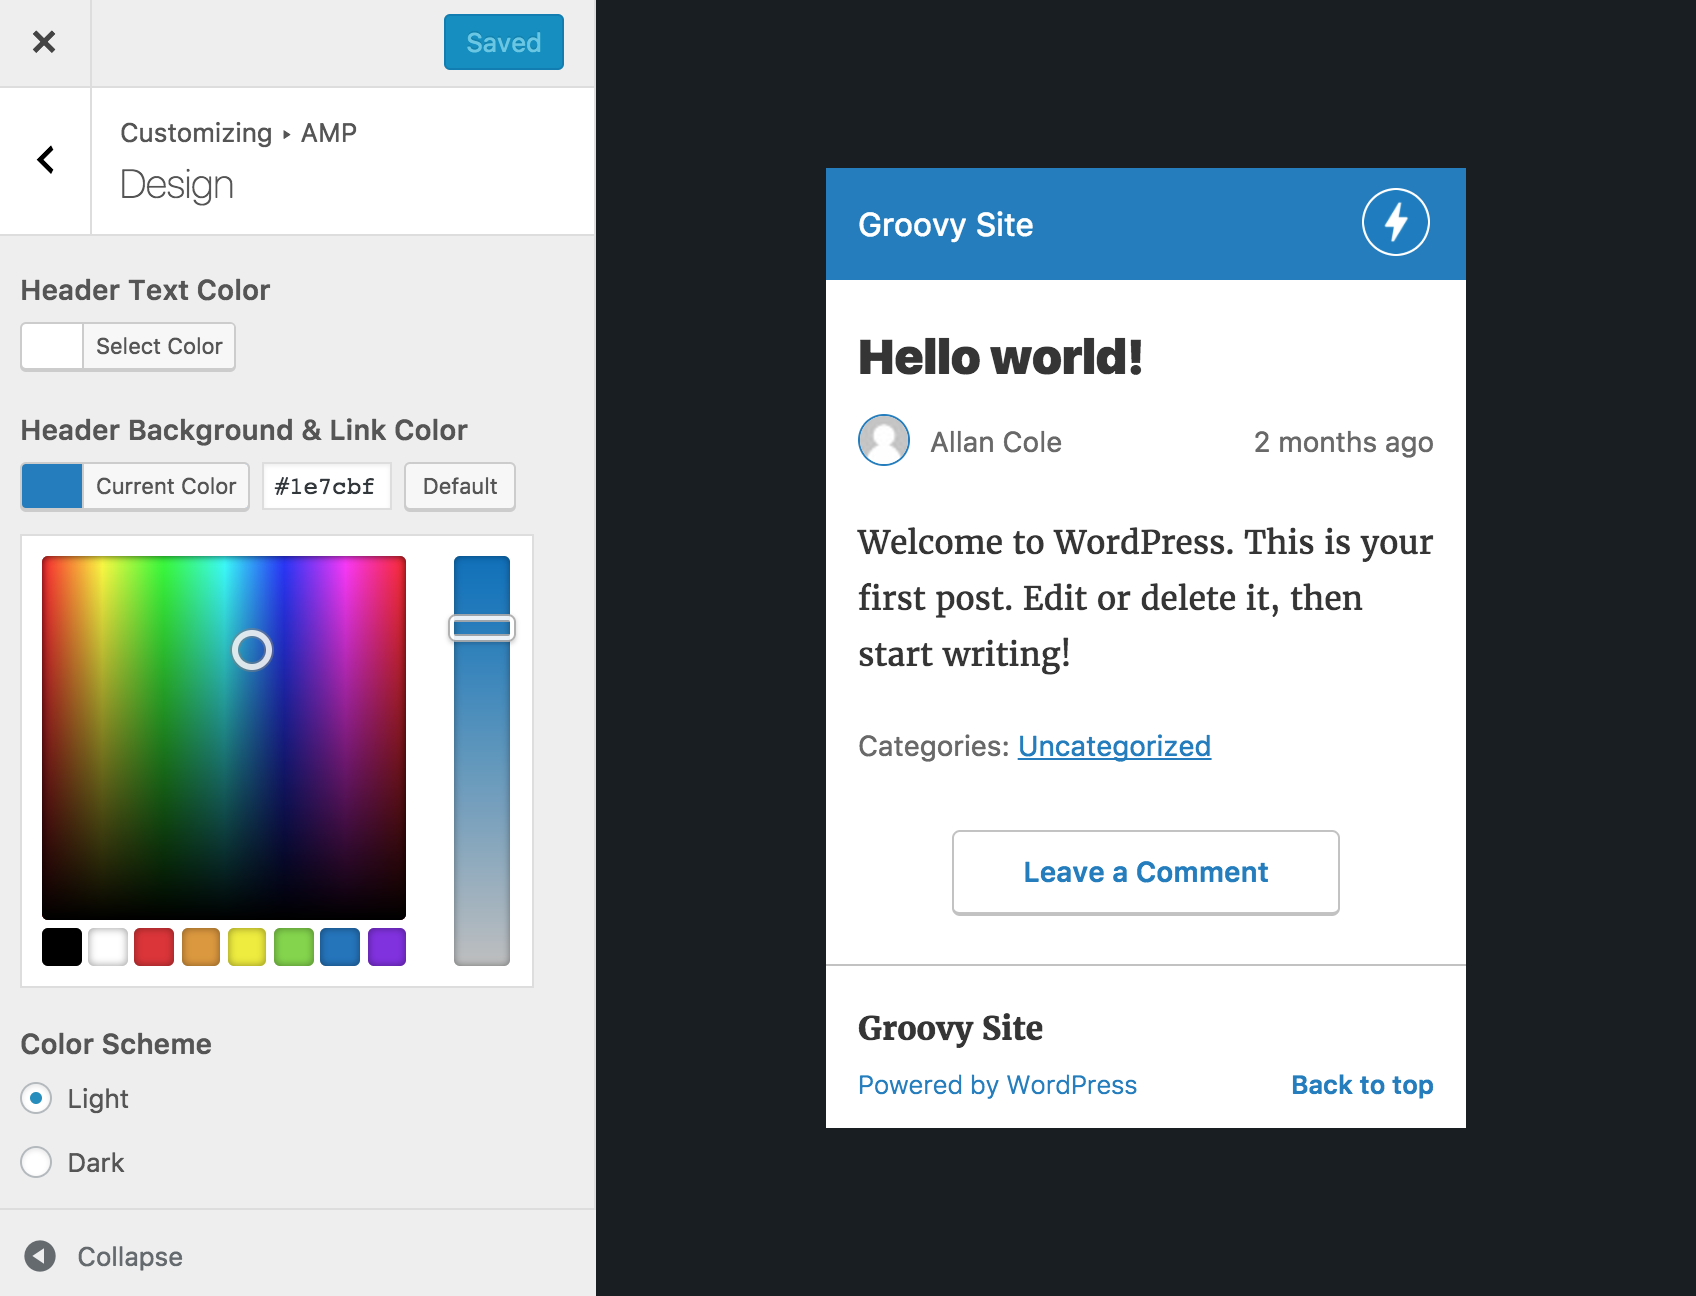 Saved
Customizing ▸ AMP
Design
Header Text Color
Select Color
Header Background & Link Color
Current Color
#1e7cbf
Default
Color Scheme
Light
Dark
Collapse
Groovy Site
Hello world!
Allan Cole
2 months ago
Welcome to WordPress. This is your
first post. Edit or delete it, then
start writing!
Categories: Uncategorized
Leave a Comment
Groovy Site
Powered by WordPress
Back to top